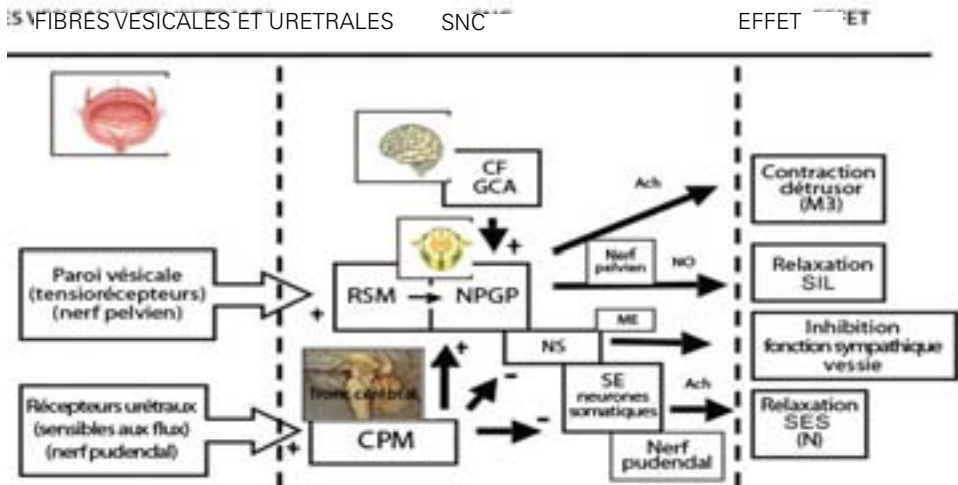 FIBRES VESICALES ET URETRALES
SNC
EFFET
CF
GCA
Ach
Contraction
détrusor
(M3)
+
Paroi vésicale
(tensiorécepteurs)
(nerf pelvien)
+
RSM
NPGP
Nerf
pelvien
NO
Relaxation
SIL
ME
NS
Inhibition
fonction sympathique
vessie
+
-
Tronc cérébral
SE
neurones
somatiques
Ach
Récepteurs urétraux
(sensibles aux flux)
(nerf pudendal)
+
CPM
-
Relaxation
SES
(N)
Nerf
pudendal